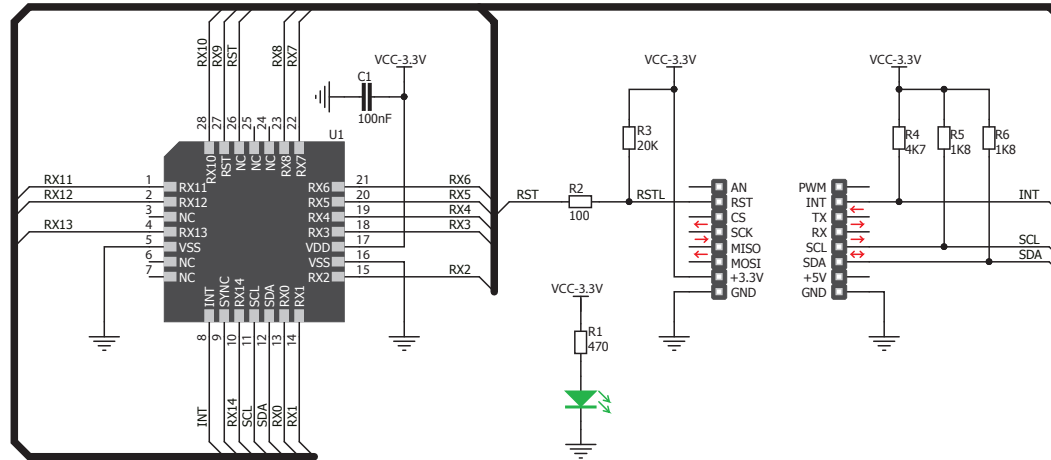 RX10
RX9
RST
RX8
RX7
VCC-3.3V
C1
100nF
VCC-3.3V
VCC-3.3V
28
27
26
25
24
23
22
U1
R3
20K
R4
4K7
R5
1K8
R6
1K8
RX10
RST
NC
NC
NC
RX8
RX7
RX11 1 RX11 RX6 21 RX6
RX12 2 RX12 RX5 20 RX5
3 NC RX4 19 RX4
RX13 4 RX13 RX3 18 RX3
5 VSS VDD 17
6 NC VSS 16
7 NC RX2 15 RX2
RST
R2
100
RSTL
AN
RST
CS
SCK
MISO
MOSI
+3.3V
GND
PWM
INT
TX
RX
SCL
SDA
+5V
GND
INT
SCL
SDA
INT
SYNC
RX14
SCL
SDA
RX0
RX1
8
9
10
11
12
13
14
INT
RX14
SCL
SDA
RX0
RX1
VCC-3.3V
R1
470